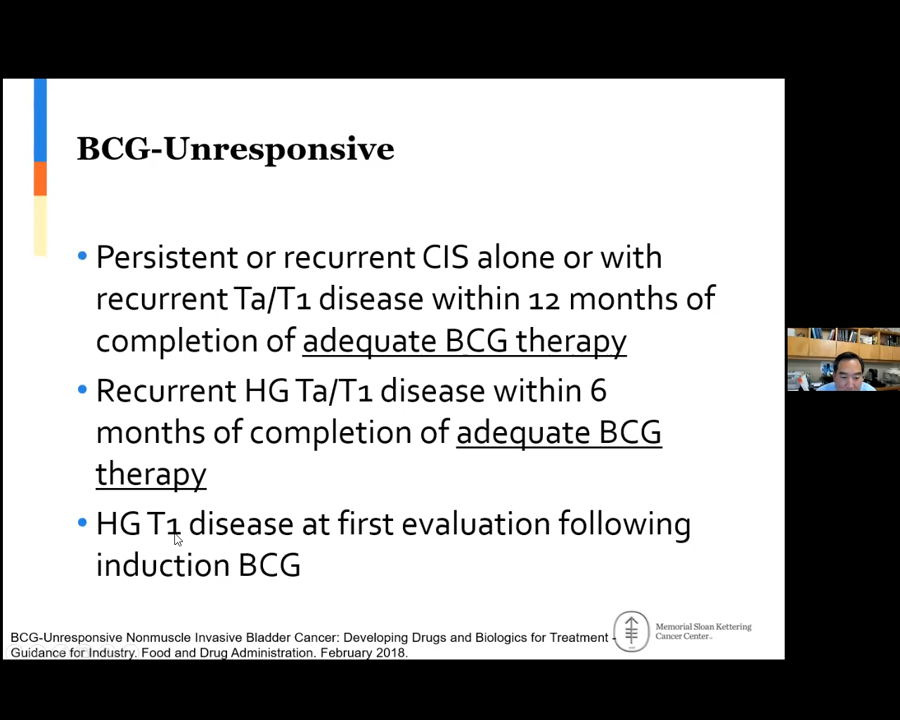 BCG-Unresponsive
• Persistent or recurrent CIS alone or with
recurrent Ta/T1 disease within 12 months of
completion of adequate BCG therapy
• Recurrent HG Ta/T1 disease within 6
months of completion of adequate BCG
therapy
• HG T1 disease at first evaluation following
induction BCG
BCG-Unresponsive Nonmuscle Invasive Bladder Cancer: Developing Drugs and Biologics for Treatment -
Guidance for Industry. Food and Drug Administration. February 2018.
Memorial Sloan Kettering
Cancer Center